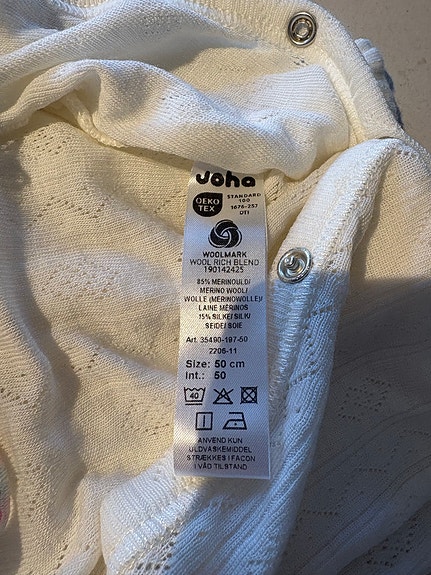 Joha
OEKO
TEX
STANDARD
100
1076-257
DTI
WOOLMARK
WOOL RICH BLEND
190142425
85% MERINOULD/
MERINO WOOL/
WOLLE (MERINOWOLLE)/
LAINE MÉRINOS
15% SILKE/SILK/
SEIDE/SOIE
Art. 35490-197-50
2206-11
Size: 50 cm
Int.: 50
40
ANVEND KUN
ULDVASKEMIDDEL
STRÆKKES I FACON
I VÅD TILSTAND